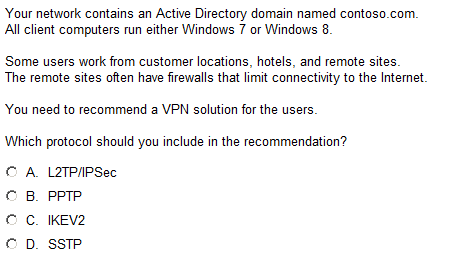 Your network contains an Active Directory domain named contoso.com.
All client computers run either Windows 7 or Windows 8.
Some users work from customer locations, hotels, and remote sites.
The remote sites often have firewalls that limit connectivity to the Internet.
You need to recommend a VPN solution for the users.
Which protocol should you include in the recommendation?
A. L2TP/IPSec
B. PPTP
C. IKEV2
D. SSTP